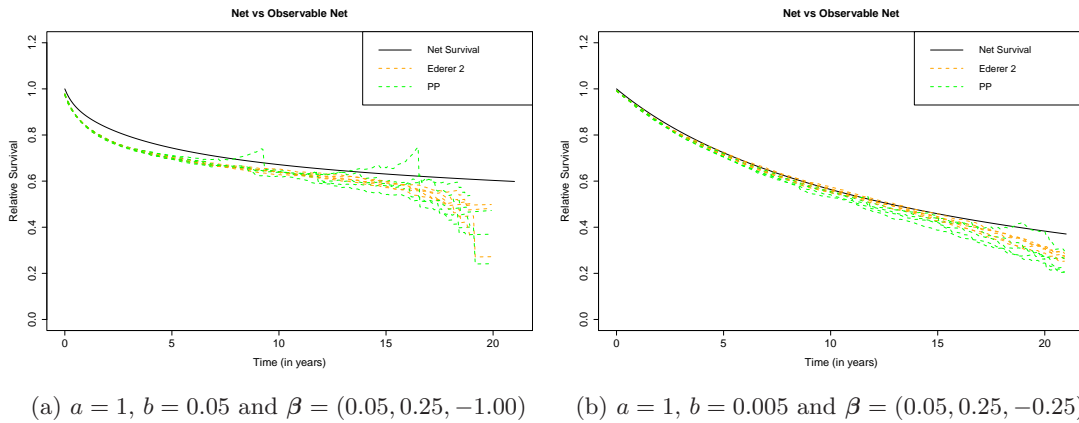 Net vs Observable Net
1.2
1.0
0.8
0.6
0.4
0.2
0.0
Relative Survival
Net Survival
Ederer 2
PP
0 5 10 15 20
Time (in years)
(a) a = 1, b = 0.05 and β = (0.05, 0.25, −1.00)
Net vs Observable Net
1.2
1.0
0.8
0.6
0.4
0.2
0.0
Relative Survival
Net Survival
Ederer 2
PP
0 5 10 15 20
Time (in years)
(b) a = 1, b = 0.005 and β = (0.05, 0.25, −0.25)